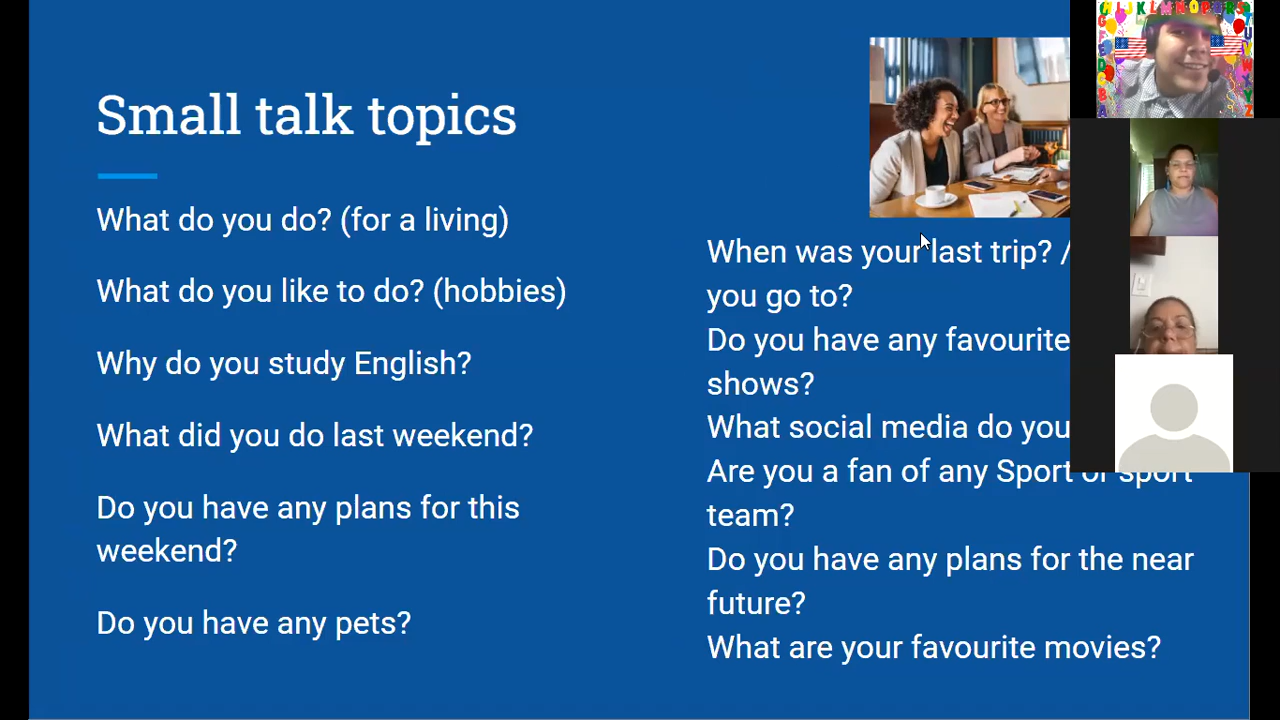 Small talk topics
What do you do? (for a living)
What do you like to do? (hobbies)
Why do you study English?
What did you do last weekend?
Do you have any plans for this
weekend?
Do you have any pets?
When was your last trip? /
you go to?
Do you have any favourite
shows?
What social media do you
Are you a fan of any Sport or sport
team?
Do you have any plans for the near
future?
What are your favourite movies?